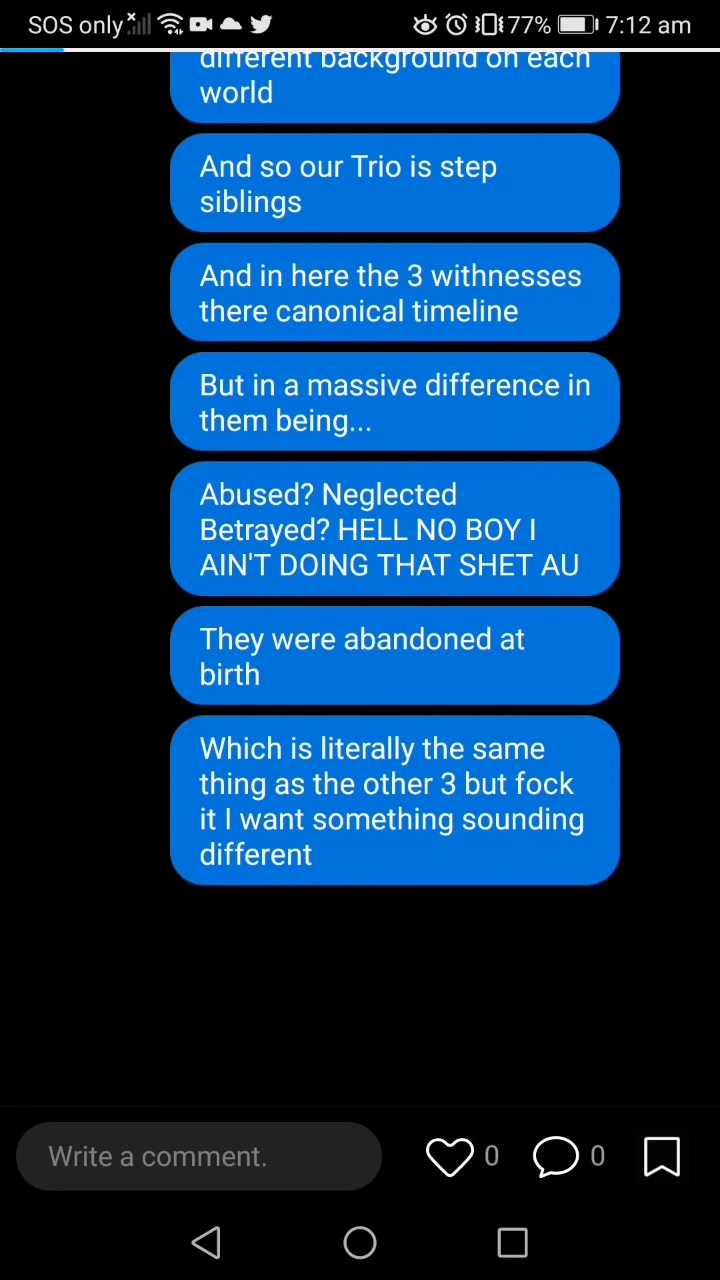 SOS only
77%
7:12 am
different background on each
world
And so our Trio is step
siblings
And in here the 3 withnesses
there canonical timeline
But in a massive difference in
them being...
Abused? Neglected
Betrayed? HELL NO BOY I
AIN'T DOING THAT SHET AU
They were abandoned at
birth
Which is literally the same
thing as the other 3 but fock
it I want something sounding
different
Write a comment.
0
0